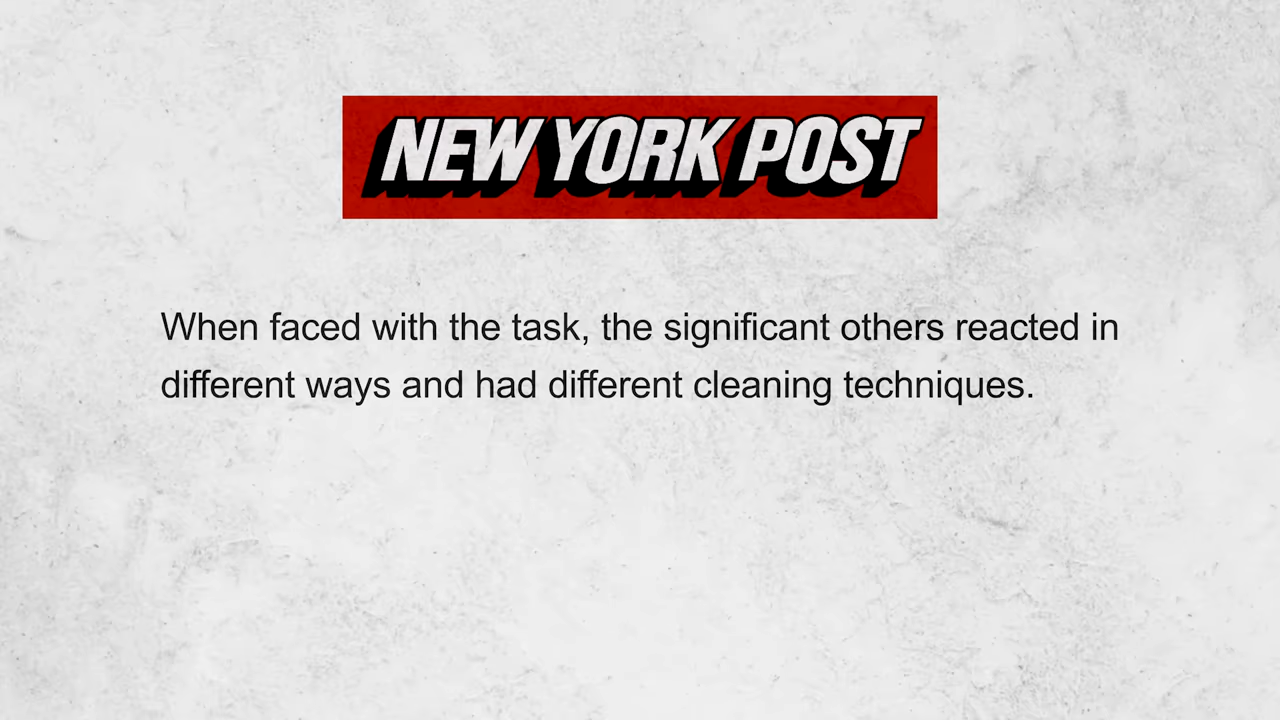 NEW YORK POST
When faced with the task, the significant others reacted in
different ways and had different cleaning techniques.